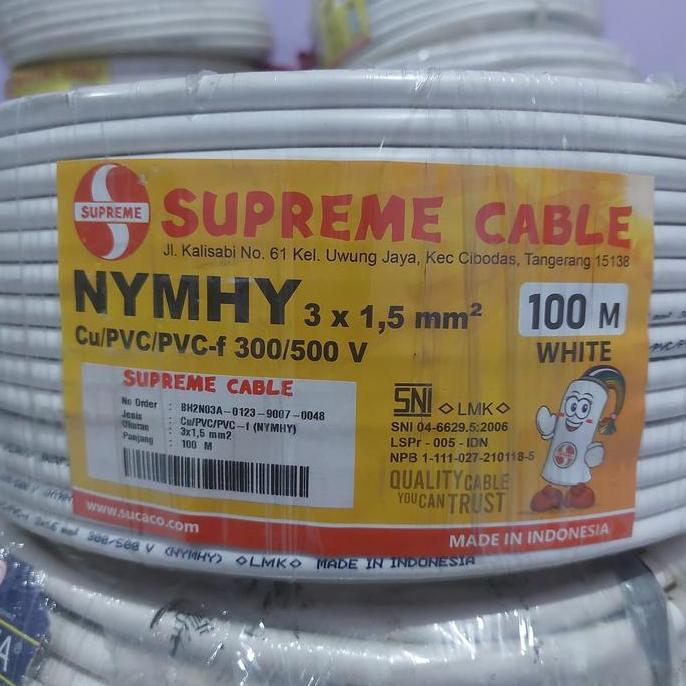 SUPREME
SUPREME CABLE
Jl. Kalisabi No. 61 Kel. Uwung Jaya, Kec Cibodas, Tangerang 15138
NYMHY 3 x 1,5 mm²
100 M
Cu/PVC/PVC-f 300/500 V
WHITE
SUPREME CABLE
No Order : BH2N03A-0123-9007-0048
Jenis : Cu/PVC/PVC-f (NYMHY)
Ukuran : 3x1,5 mm2
Panjang : 100 M
SNI LMK
SNI 04-6629.5:2006
LSPr - 005 - IDN
NPB 1-111-027-210118-5
QUALITY CABLE
YOU CAN TRUST
www.sucaco.com
MADE IN INDONESIA
300/500 V (NYMHY) ◇LMK◇ MADE IN INDONESIA